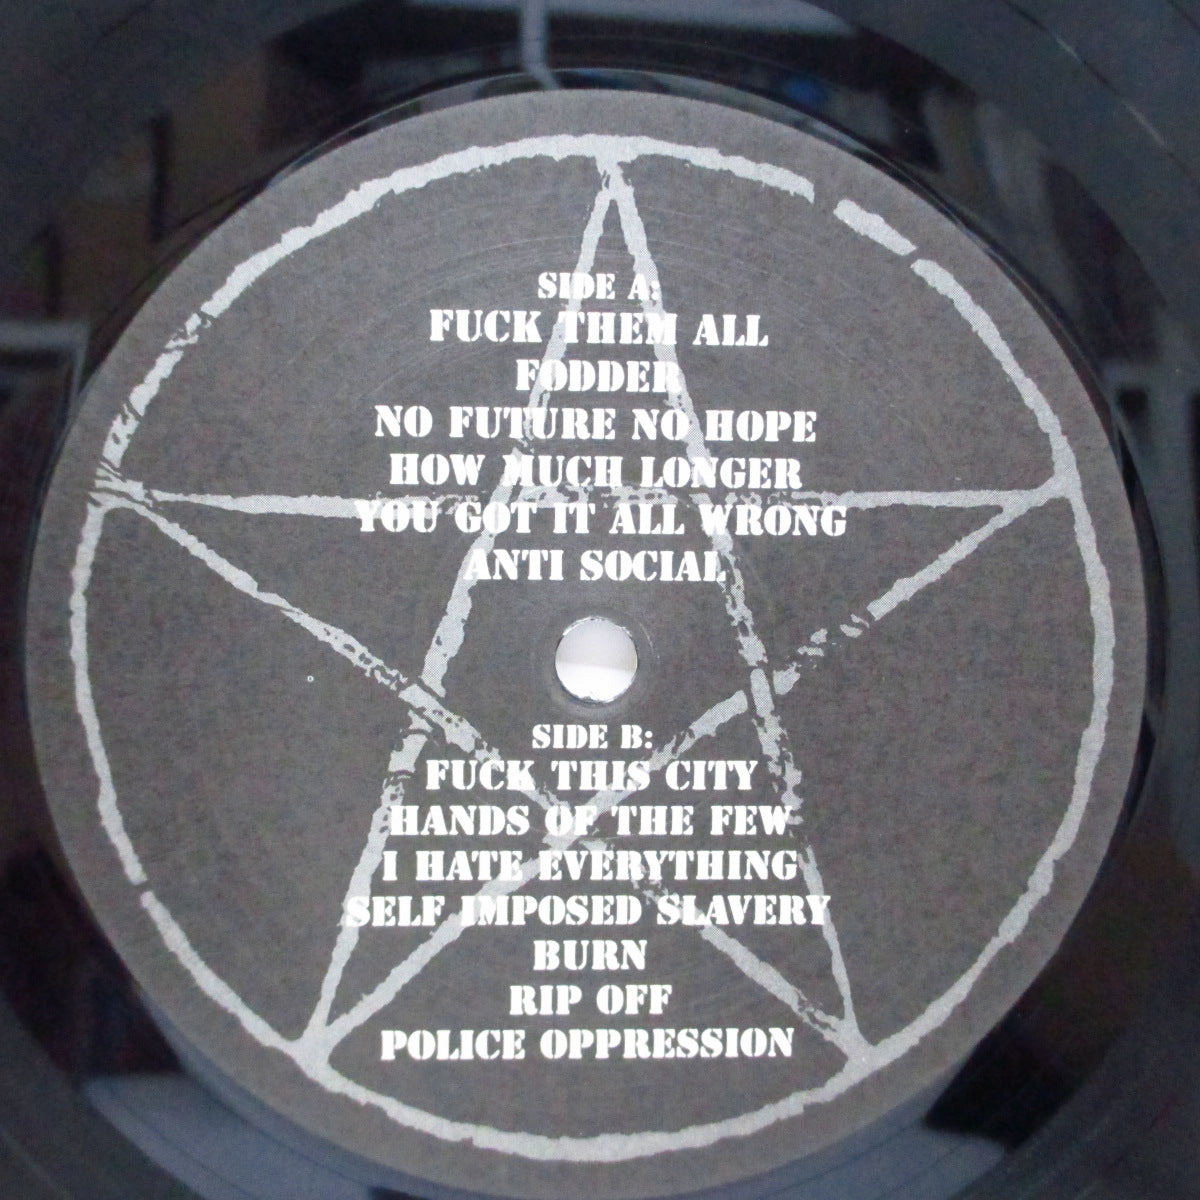 SIDE A:
FUCK THEM ALL
FODDER
NO FUTURE NO HOPE
HOW MUCH LONGER
YOU GOT IT ALL WRONG
ANTI SOCIAL
SIDE B:
FUCK THIS CITY
HANDS OF THE FEW
I HATE EVERYTHING
SELF IMPOSED SLAVERY
BURN
RIP OFF
POLICE OPPRESSION